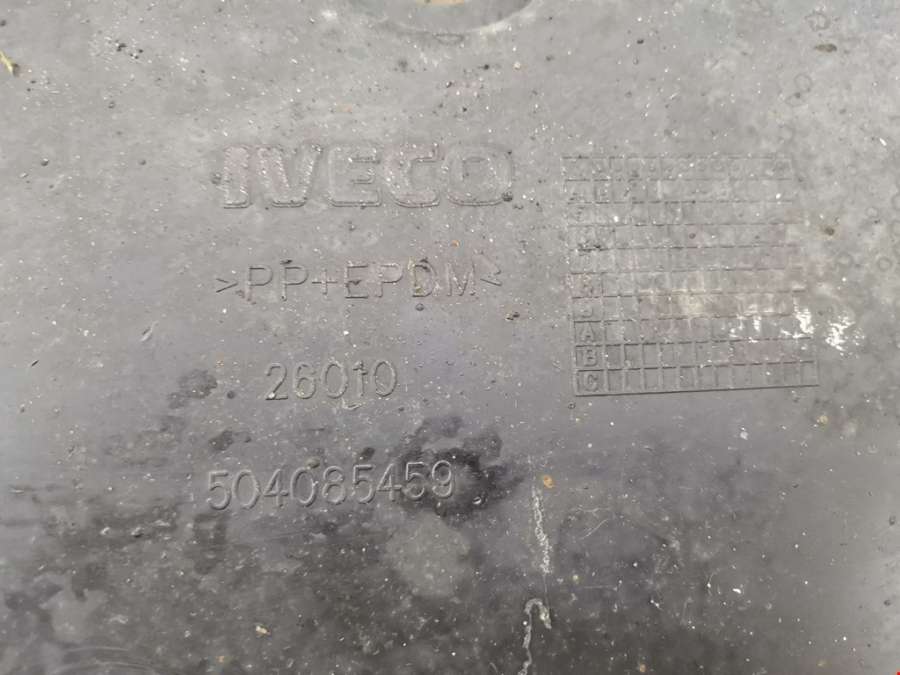 IVECO
>PP+EPDM<
26010
504085459
A
B
C